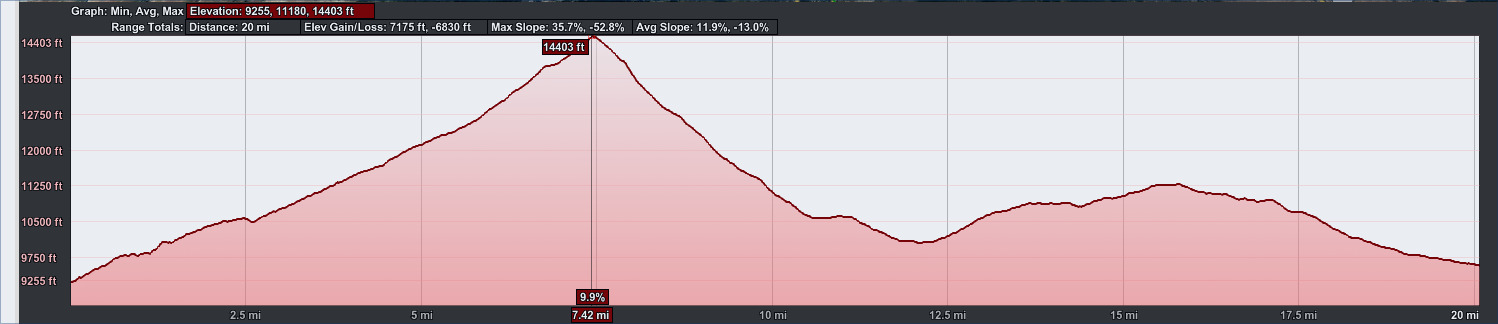 Graph: Min, Avg, Max Elevation: 9255, 11180, 14403 ft
Range Totals: Distance: 20 mi Elev Gain/Loss: 7175 ft, -6830 ft Max Slope: 35.7%, -52.8% Avg Slope: 11.9%, -13.0%
14403 ft
14403 ft
13500 ft
12750 ft
12000 ft
11250 ft
10500 ft
9750 ft
9255 ft
9.9%
2.5 mi 5 mi 7.42 mi 10 mi 12.5 mi 15 mi 17.5 mi 20 mi